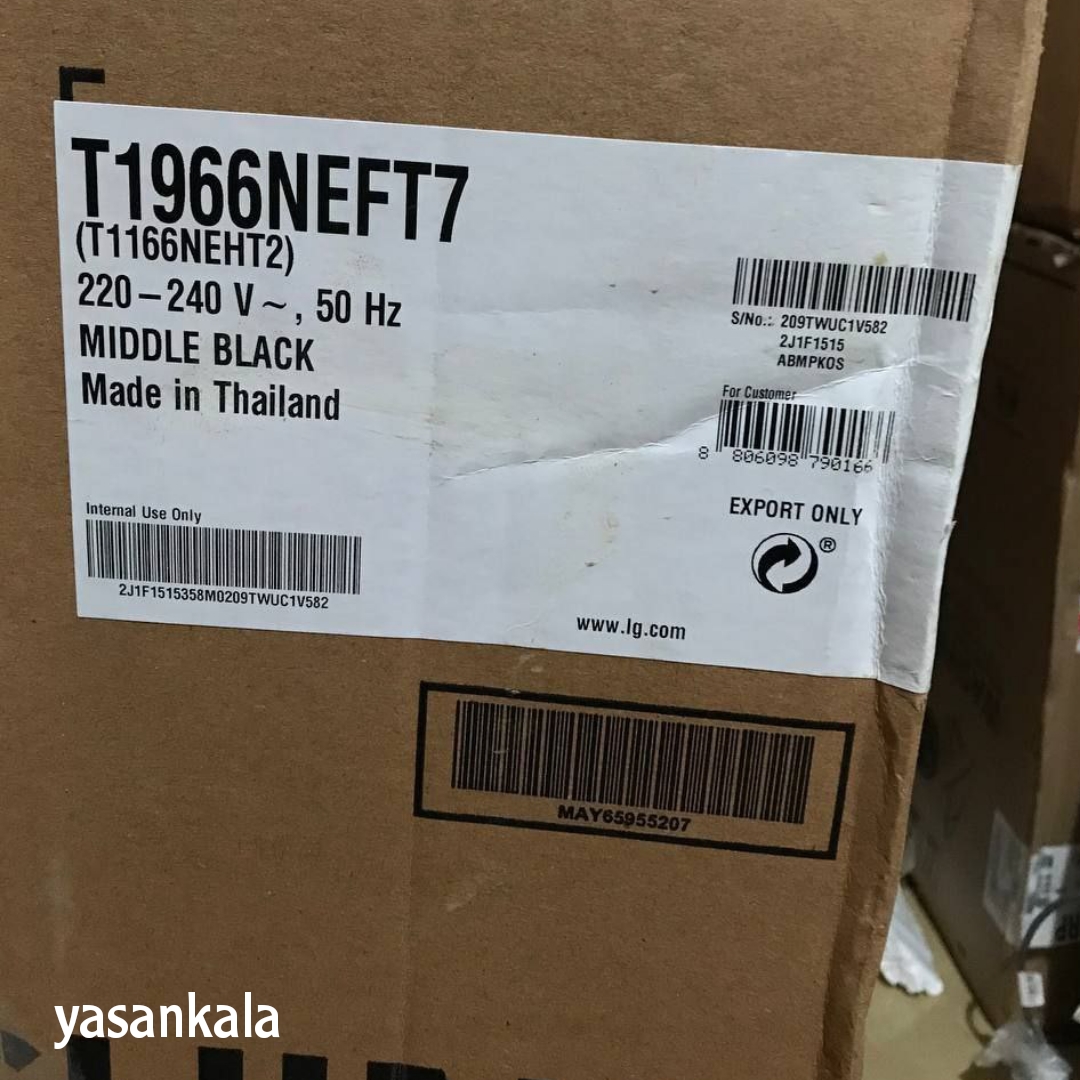 T1966NEFT7
(T1166NEHT2)
220–240 V ~, 50 Hz
MIDDLE BLACK
Made in Thailand
S/No.: 209TWUC1V582
2J1F1515
ABMPKOS
For Customer
8 806098 790166
EXPORT ONLY
®
Internal Use Only
2J1F1515358M0209TWUC1V582
www.lg.com
MAY65955207
yasankala